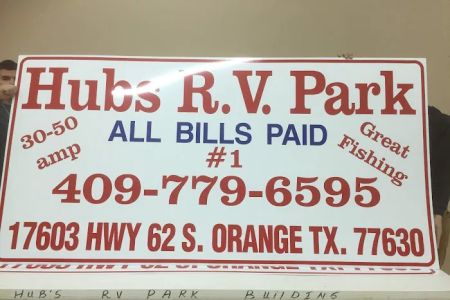 Hubs R.V. Park
30-50
amp
ALL BILLS PAID
#1
Great
Fishing
409-779-6595
17603 HWY 62 S. ORANGE TX. 77630
HUB'S RV PARK BUILDING